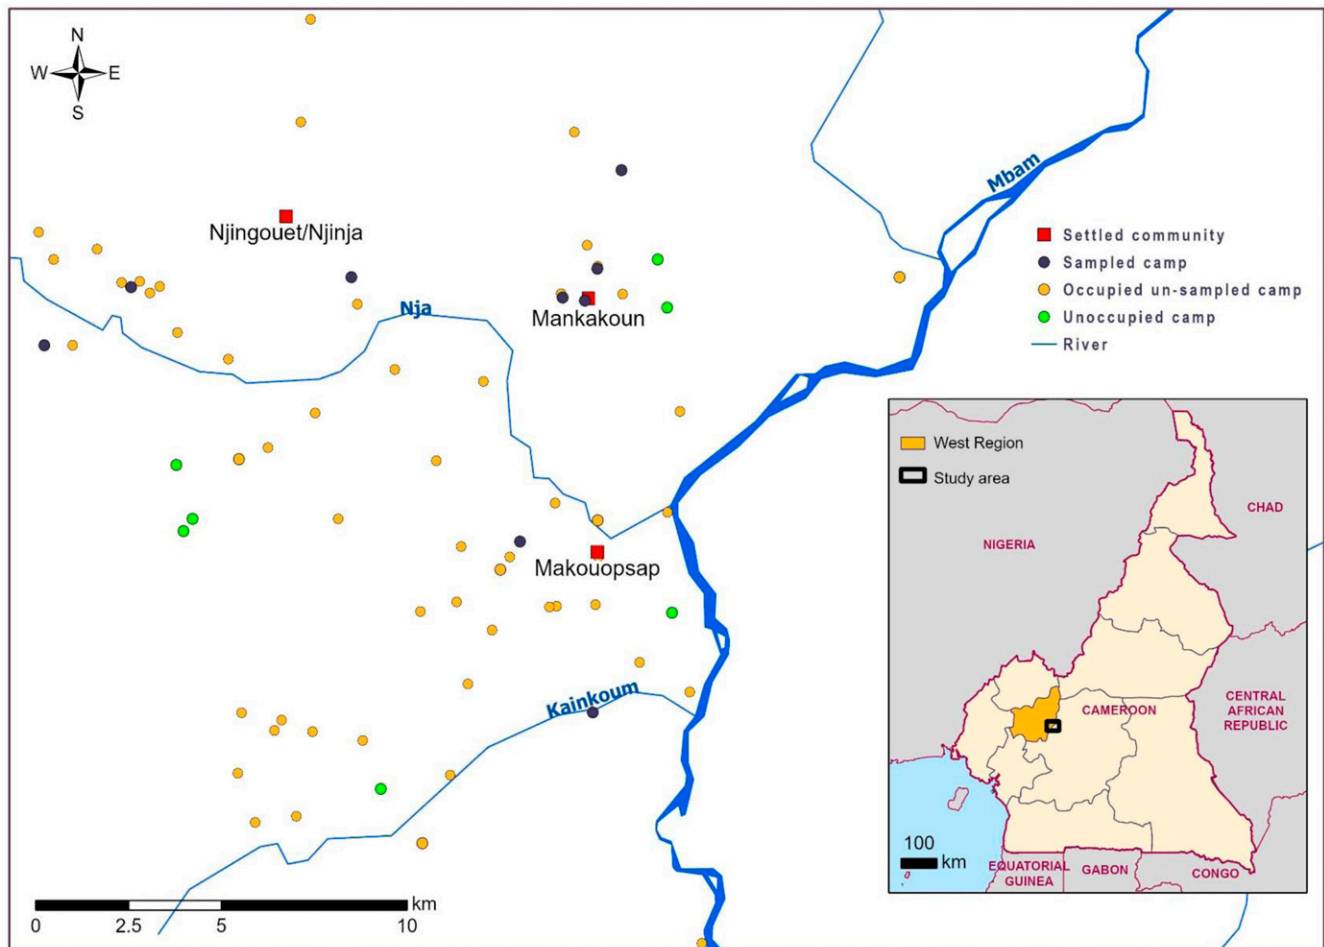 N
W E
S
Mbam
Njingouet/Njinja
Settled community
Sampled camp
Occupied un-sampled camp
Unoccupied camp
River
Nja
Mankakoun
West Region
Study area
CHAD
NIGERIA
Makouopsap
Kainkoum
CENTRAL
AFRICAN
REPUBLIC
CAMEROON
100
km
EQUATORIAL
GUINEA
GABON
CONGO
km
0 2.5 5 10